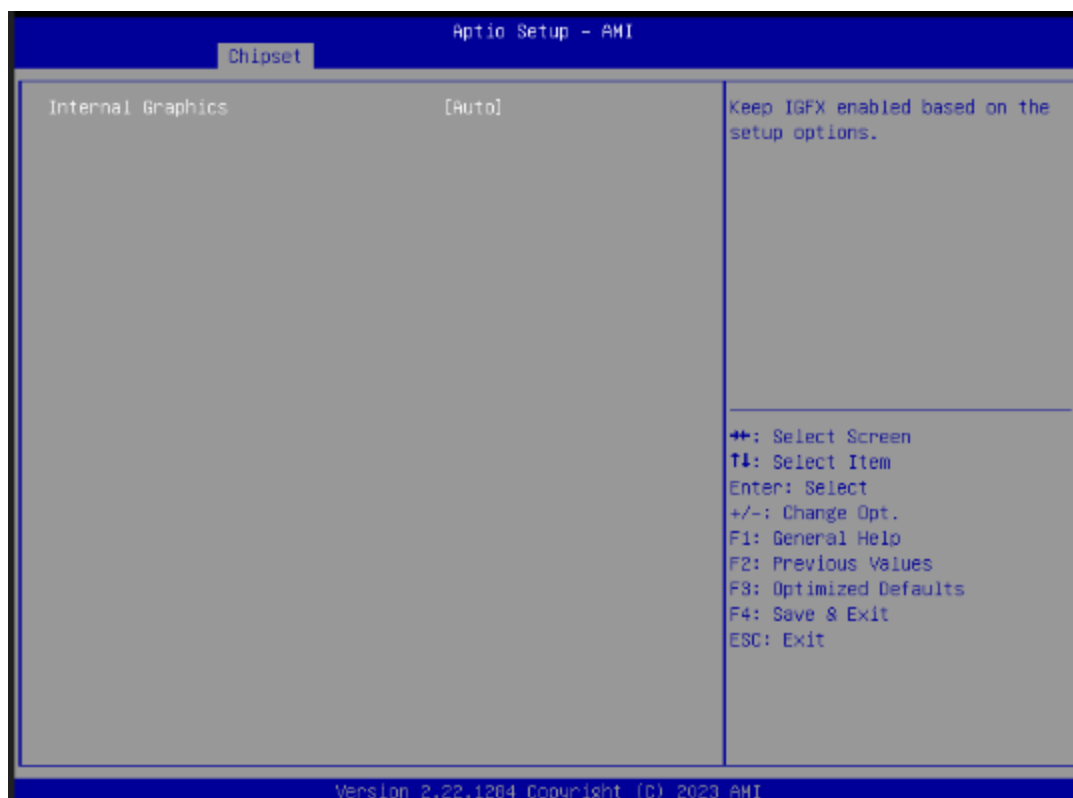 Aptio Setup - AMI
Chipset
Internal Graphics [Auto]
Keep IGFX enabled based on the
setup options.
→←: Select Screen
↑↓: Select Item
Enter: Select
+/-: Change Opt.
F1: General Help
F2: Previous Values
F3: Optimized Defaults
F4: Save & Exit
ESC: Exit
Version 2.22.1284 Copyright (C) 2023 AMI